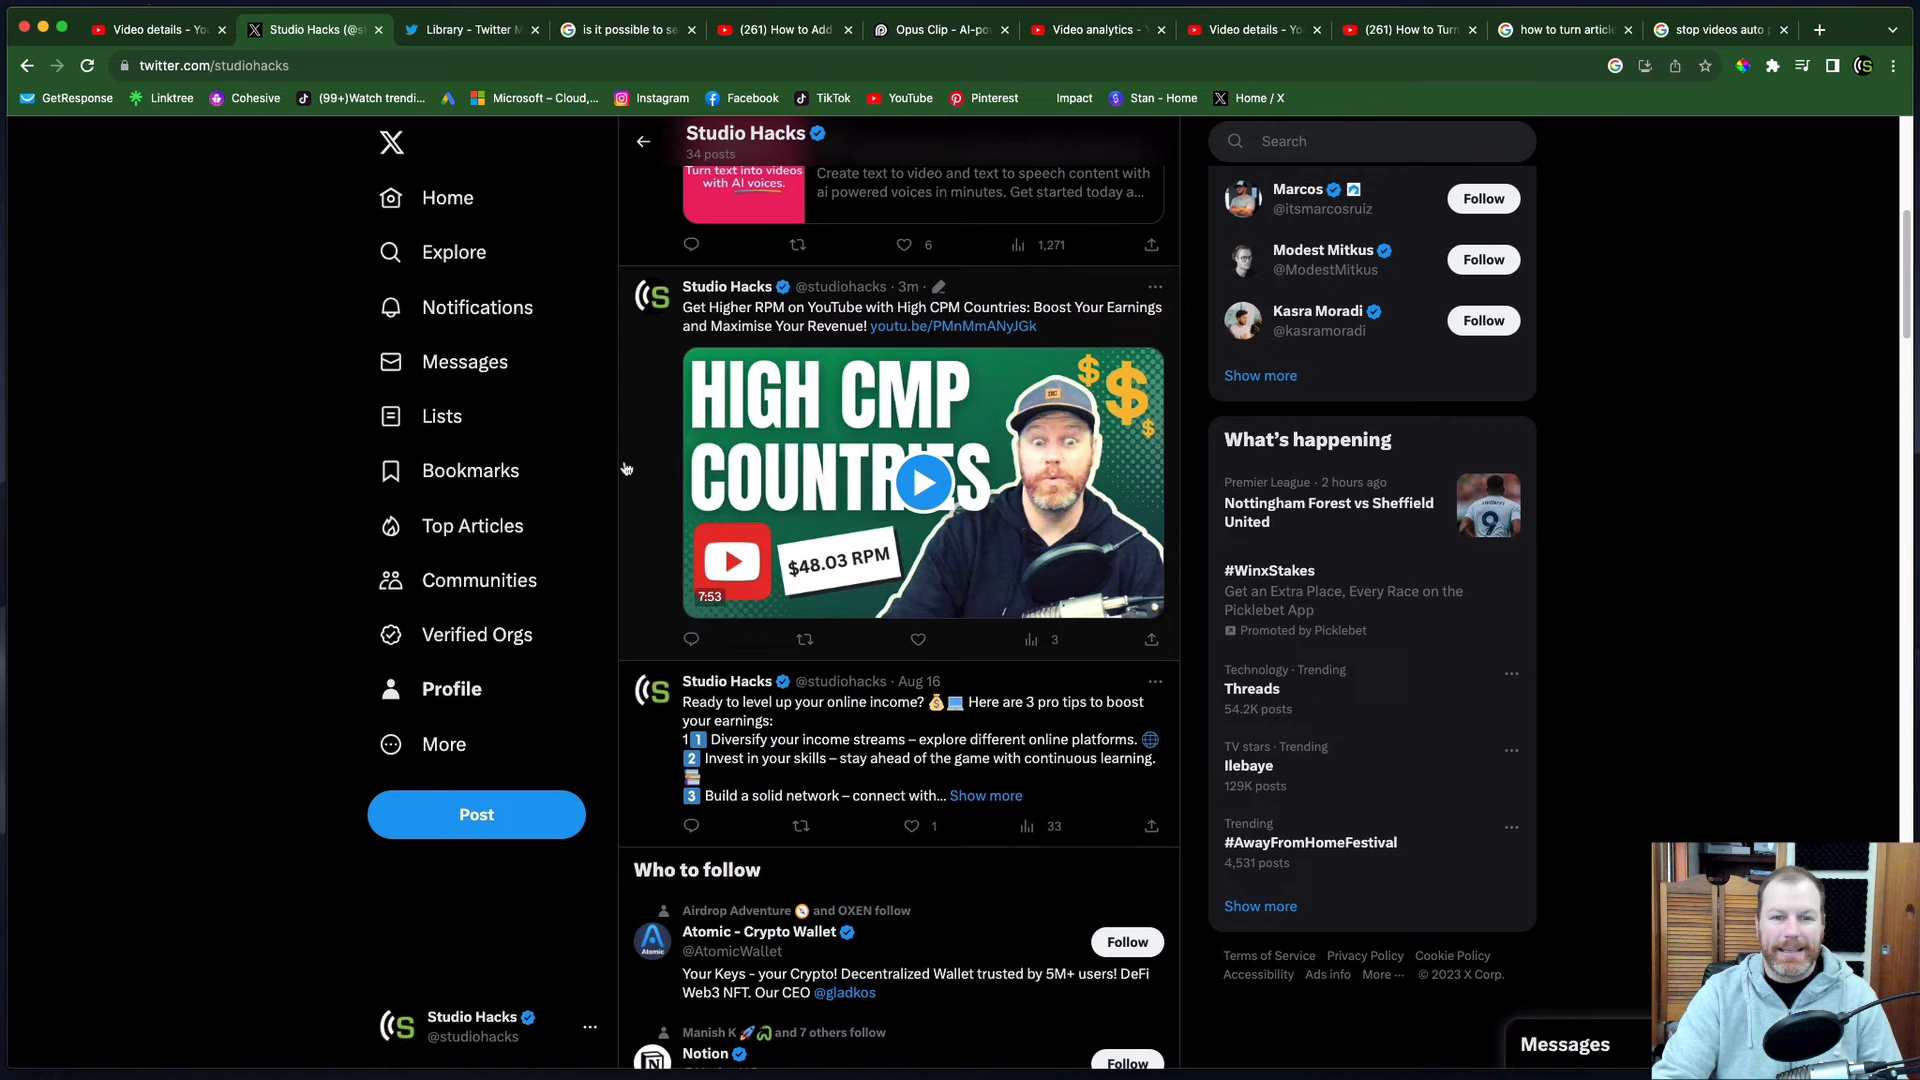 Video details - You
Studio Hacks (@st
Library - Twitter M
is it possible to se
(261) How to Add
Opus Clip - AI-po
Video analytics - Y
Video details - Yo
(261) How to Turn
how to turn article
stop videos auto p
twitter.com/studiohacks
GetResponse
Linktree
Cohesive
(99+)Watch trendi...
Microsoft – Cloud,...
Instagram
Facebook
TikTok
YouTube
Pinterest
Impact
Stan - Home
Home / X
Home
Explore
Notifications
Messages
Lists
Bookmarks
Top Articles
Communities
Verified Orgs
Profile
More
Post
Studio Hacks
@studiohacks
Studio Hacks
34 posts
Turn text into videos
with AI voices.
Create text to video and text to speech content with
ai powered voices in minutes. Get started today a...
6
1,271
Studio Hacks @studiohacks · 3m ·
Get Higher RPM on YouTube with High CPM Countries: Boost Your Earnings
and Maximise Your Revenue! youtu.be/PMnMmANyJGk
HIGH CMP
COUNTRIES
$$$
$48.03 RPM
7:53
3
Studio Hacks @studiohacks · Aug 16
Ready to level up your online income? 💰💻 Here are 3 pro tips to boost
your earnings:
1 1️⃣ Diversify your income streams – explore different online platforms. 🌐
2️⃣ Invest in your skills – stay ahead of the game with continuous learning.
📚
3️⃣ Build a solid network – connect with... Show more
1
33
Who to follow
Airdrop Adventure 🧭 and OXEN follow
Atomic - Crypto Wallet
@AtomicWallet
Follow
Your Keys - your Crypto! Decentralized Wallet trusted by 5M+ users! DeFi
Web3 NFT. Our CEO @gladkos
Manish K 🚀 and 7 others follow
Notion
Follow
Search
Marcos
@itsmarcosruiz
Follow
Modest Mitkus
@ModestMitkus
Follow
Kasra Moradi
@kasramoradi
Follow
Show more
What's happening
Premier League · 2 hours ago
Nottingham Forest vs Sheffield
United
#WinxStakes
Get an Extra Place, Every Race on the
Picklebet App
Promoted by Picklebet
Technology · Trending
Threads
54.2K posts
TV stars · Trending
Ilebaye
129K posts
Trending
#AwayFromHomeFestival
4,531 posts
Show more
Terms of Service Privacy Policy Cookie Policy
Accessibility Ads info More ··· © 2023 X Corp.
Messages